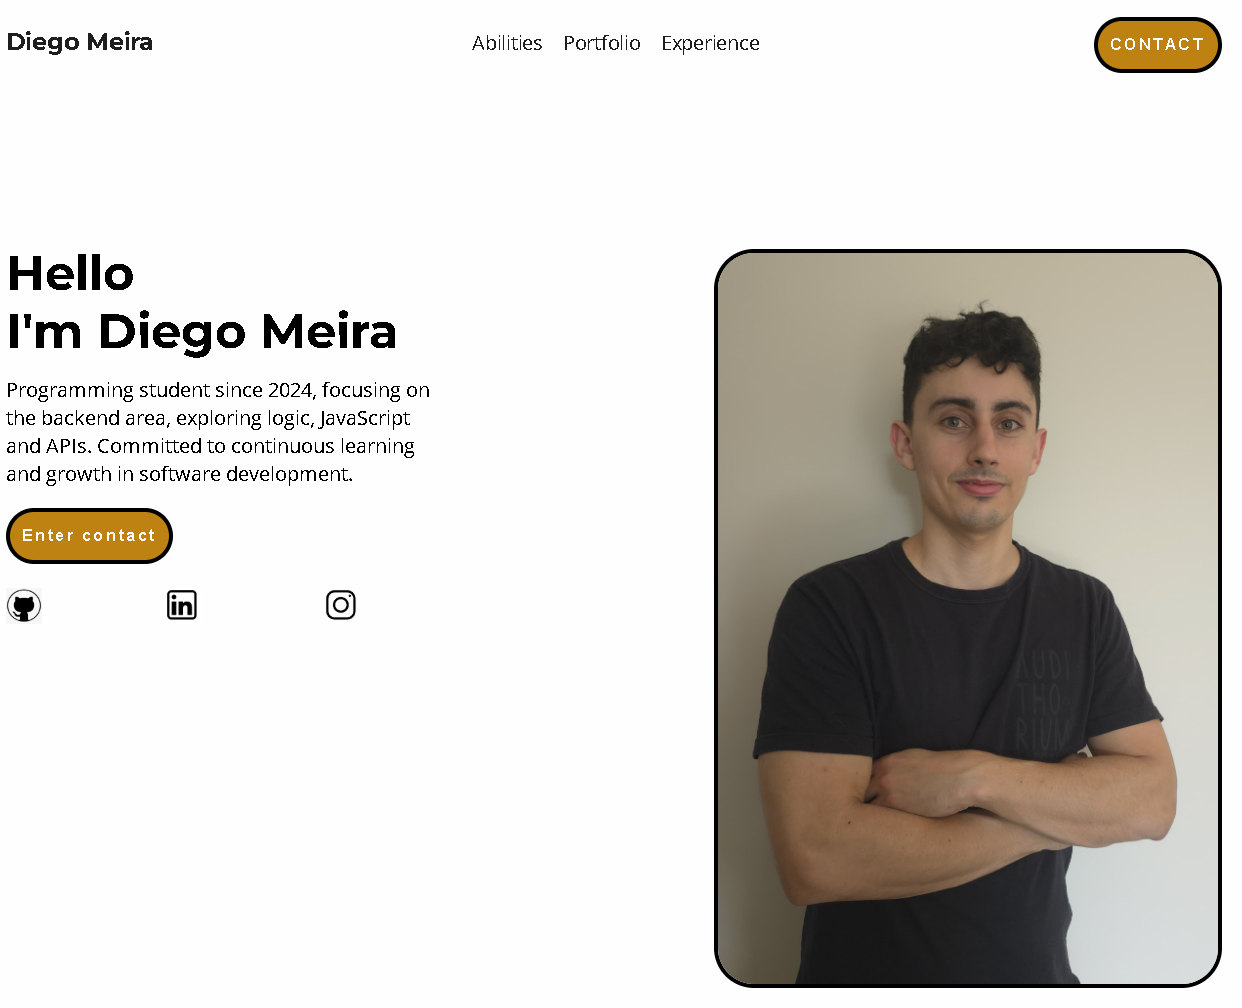 Diego Meira
Abilities Portfolio Experience
CONTACT
Hello
I'm Diego Meira
Programming student since 2024, focusing on
the backend area, exploring logic, JavaScript
and APIs. Committed to continuous learning
and growth in software development.
Enter contact
in
AUDI
THO
RIUM